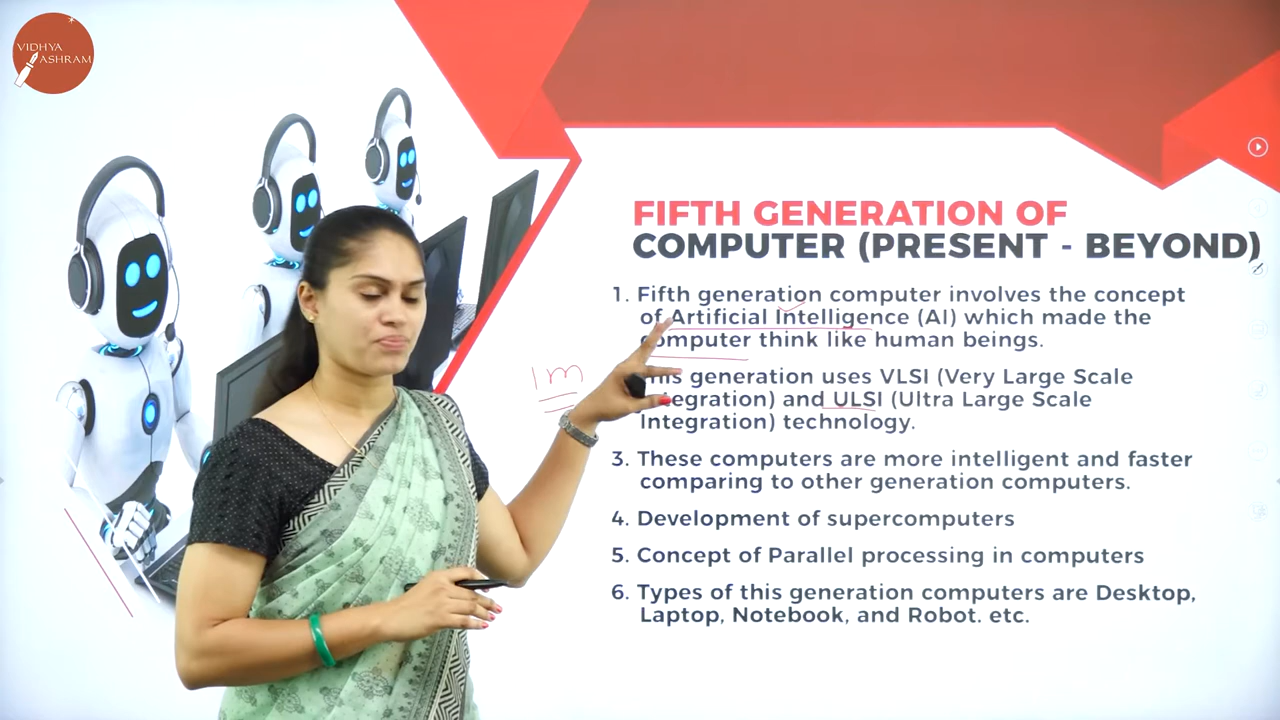 VIDHYA
ASHRAM
FIFTH GENERATION OF
COMPUTER (PRESENT - BEYOND)
1. Fifth generation computer involves the concept
of Artificial Intelligence (AI) which made the
computer think like human beings.
generation uses VLSI (Very Large Scale
and ULSI (Ultra Large Scale
Integration) technology.
3. These computers are more intelligent and faster
comparing to other generation computers.
4. Development of supercomputers
5. Concept of Parallel processing in computers
6. Types of this generation computers are Desktop,
Laptop, Notebook, and Robot. etc.
1m